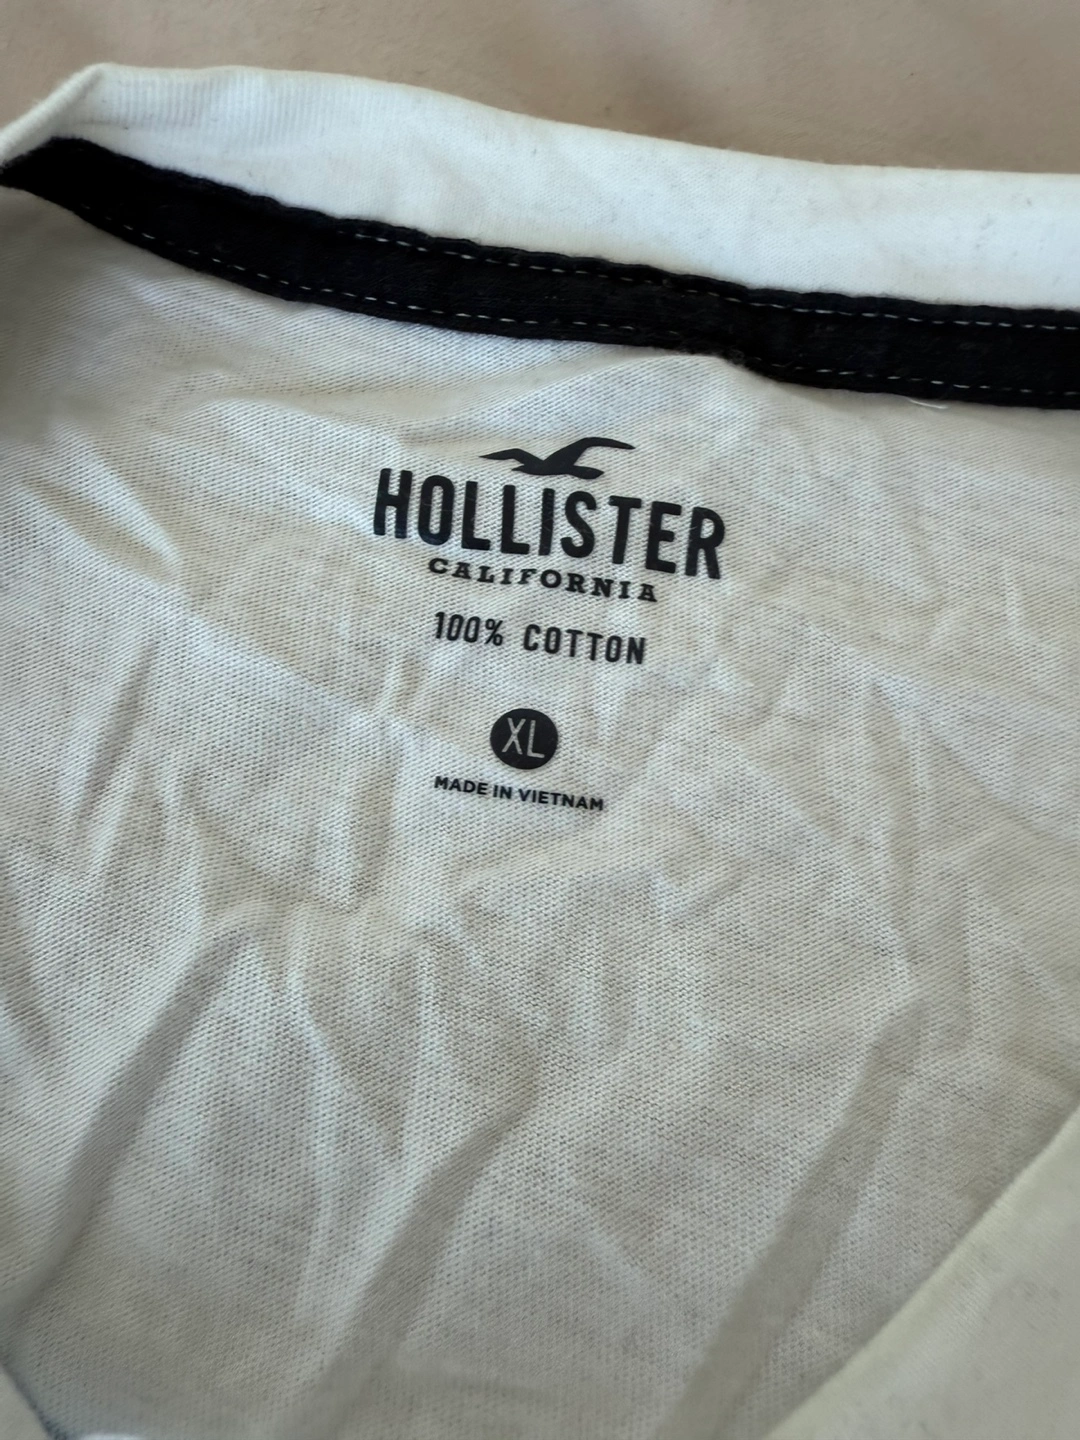 HOLLISTER
CALIFORNIA
100% COTTON
XL
MADE IN VIETNAM